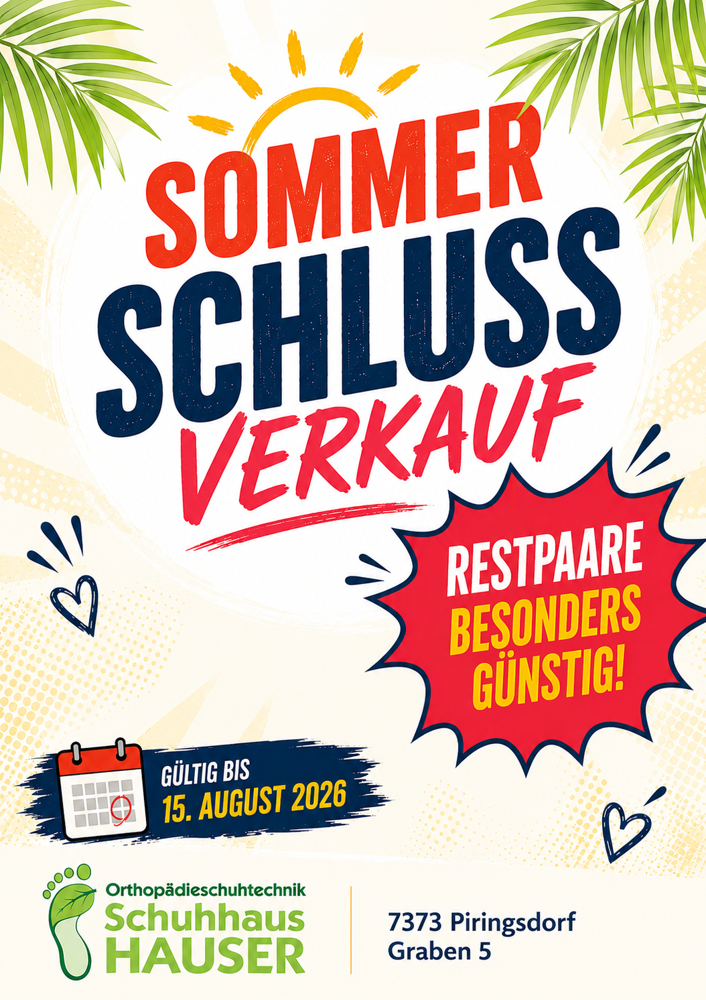 SOMMER
SCHLUSS
VERKAUF
RESTPAARE
BESONDERS
GÜNSTIG!
GÜLTIG BIS
15. AUGUST 2026
Orthopädieschuhtechnik
Schuhhaus
HAUSER
7373 Piringsdorf
Graben 5